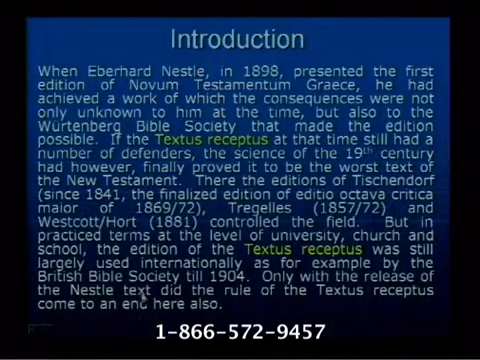 Introduction
When Eberhard Nestle, in 1898, presented the first
edition of Novum Testamentum Graece, he had
achieved a work of which the consequences were not
only unknown to him at the time, but also to the
Würtenberg Bible Society that made the edition
possible. If the Textus receptus at that time still had a
number of defenders, the science of the 19th century
had however, finally proved it to be the worst text of
the New Testament. There the editions of Tischendorf
(since 1841, the finalized edition of editio octava critica
maior of 1869/72), Tregelles (1857/72) and
Westcott/Hort (1881) controlled the field. But in
practiced terms at the level of university, church and
school, the edition of the Textus receptus was still
largely used internationally as for example by the
British Bible Society till 1904. Only with the release of
the Nestle text did the rule of the Textus receptus
come to an end here also.
1-866-572-9457